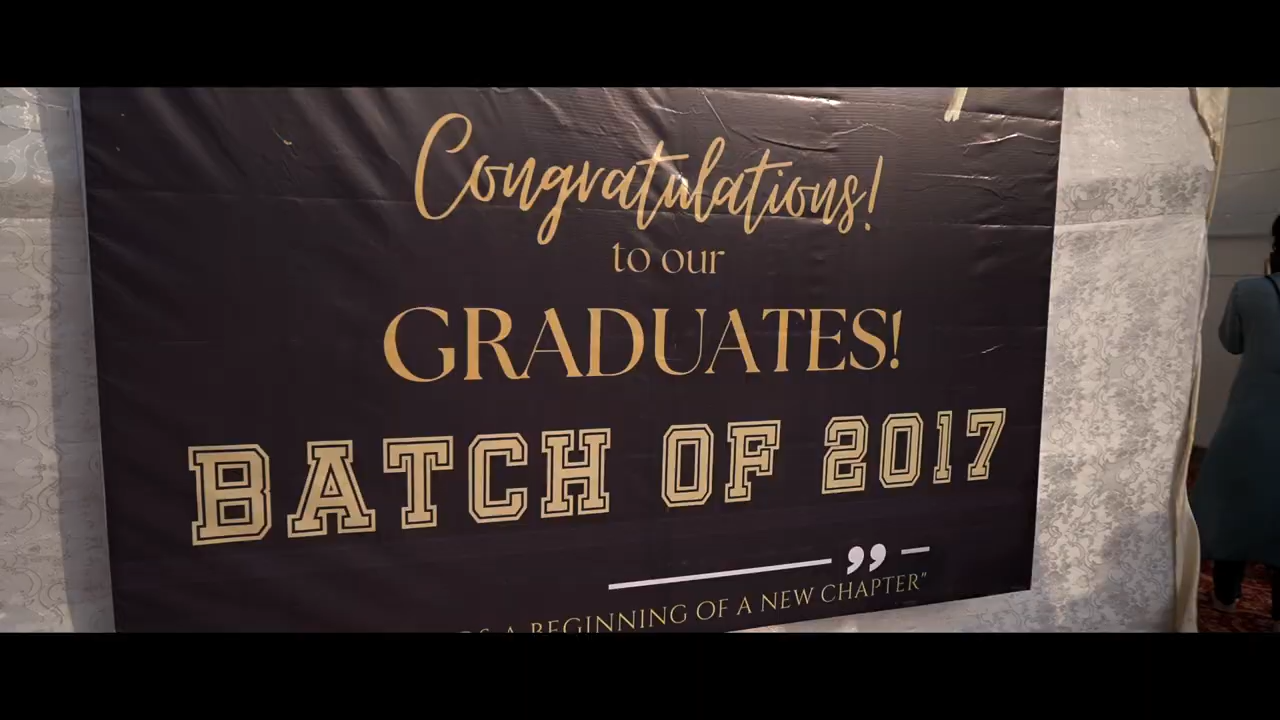 Congratulations!
to our
GRADUATES!
BATCH OF 2017
”
A BEGINNING OF A NEW CHAPTER"